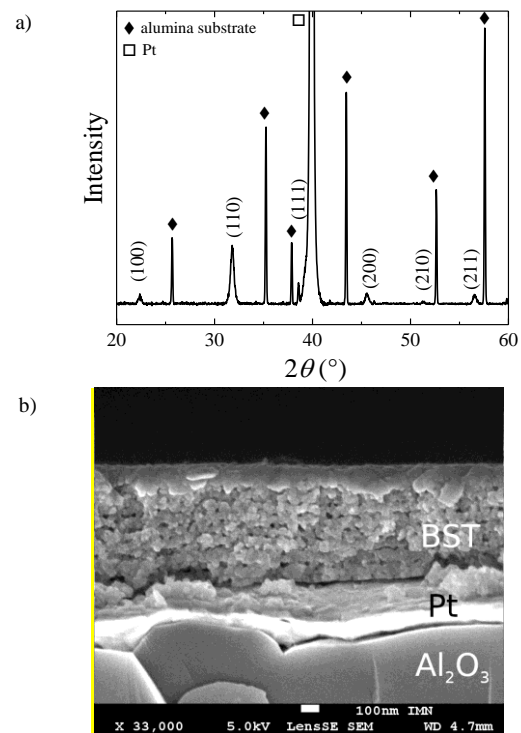 a)
◆ alumina substrate
□ Pt
Intensity
(100)
(110)
(111)
(200)
(210)
(211)
20 30 40 50 60
2θ (°)
b)
BST
Pt
Al₂O₃
100nm IMN
X 33,000 5.0kV LensSE SEM WD 4.7mm